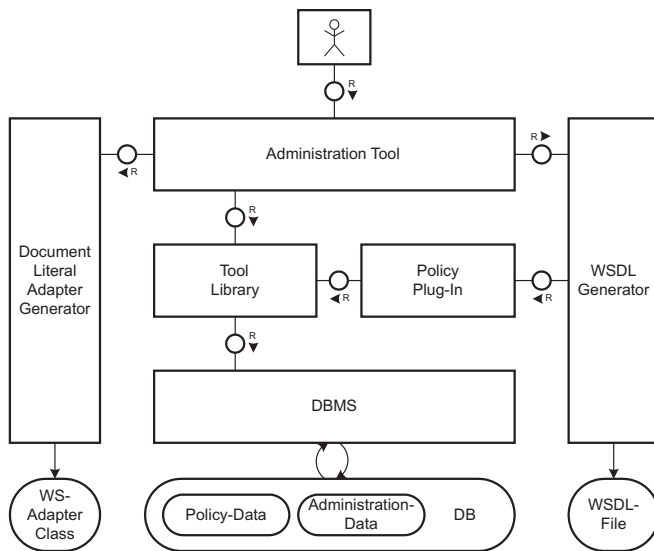 R
Administration Tool
R
R
R
Document
Literal
Adapter
Generator
Tool
Library
R
Policy
Plug-In
R
WSDL
Generator
R
DBMS
WS-
Adapter
Class
Policy-Data
Administration-
Data
DB
WSDL-
File